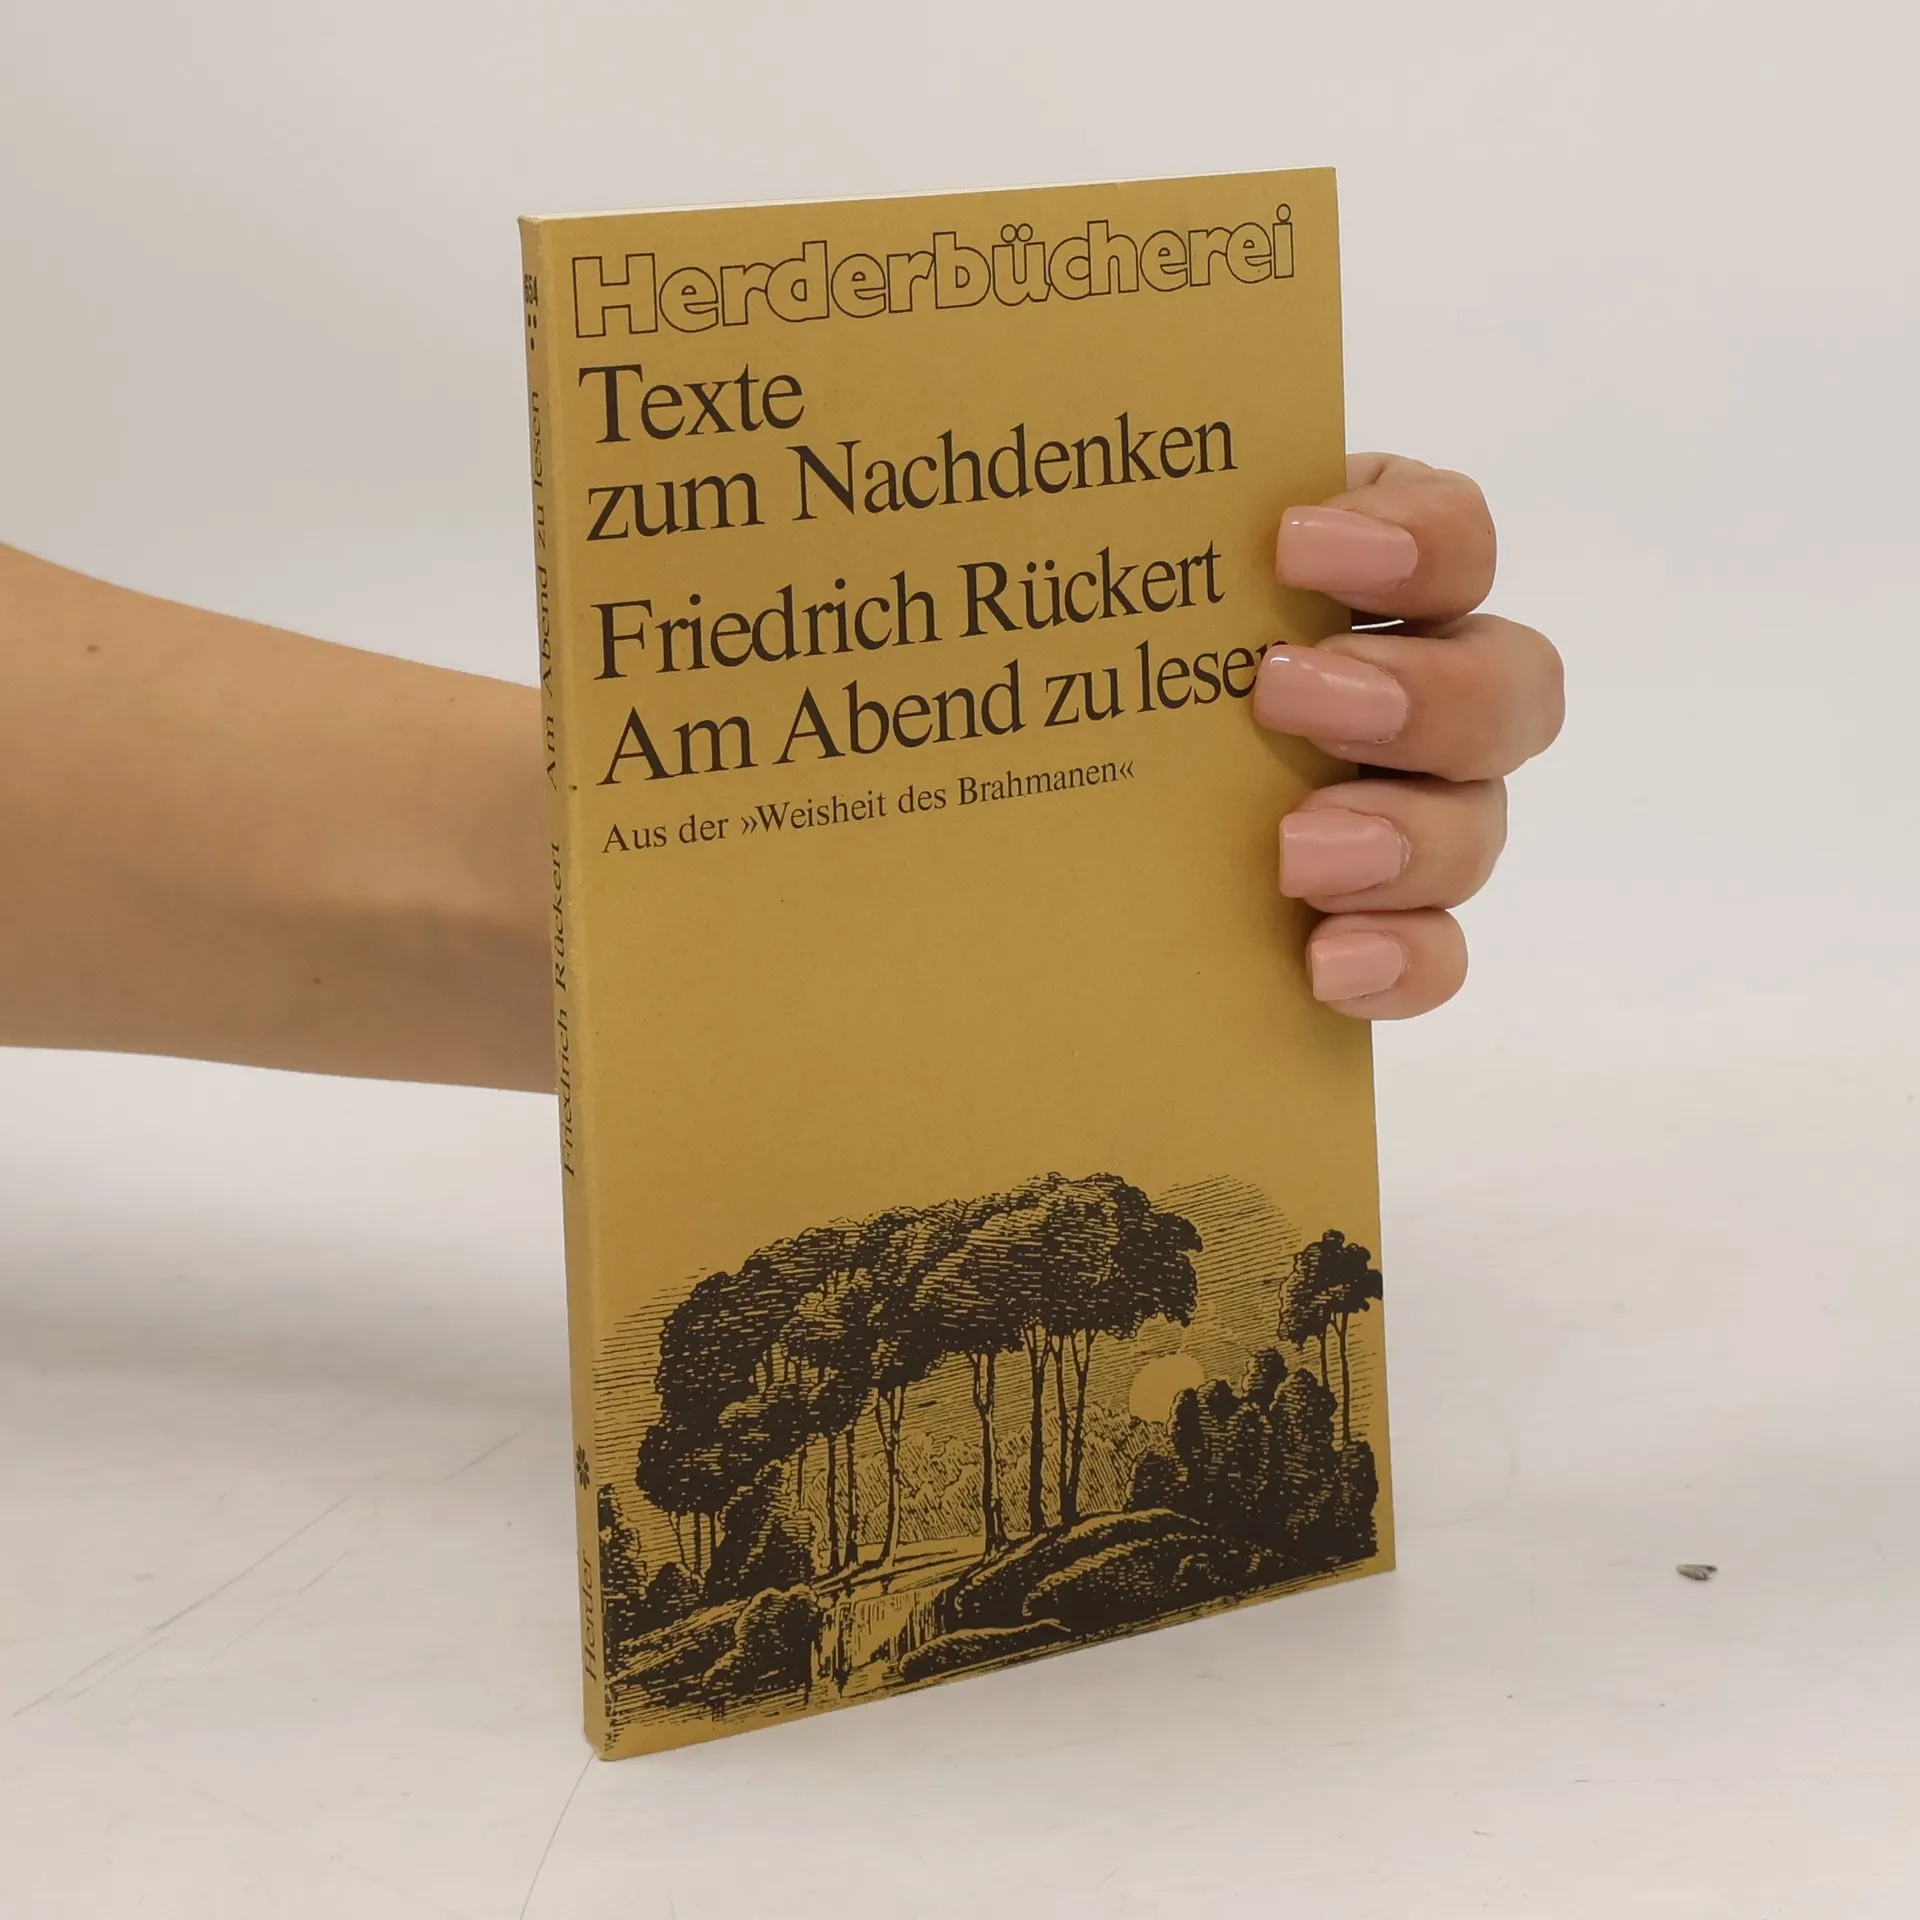 Herderbücherei
Texte
zum Nachdenken
Friedrich Rückert
Am Abend zu lesen
Aus der »Weisheit des Brahmanen«
Friedrich Rückert Am Abend zu lesen
Herder